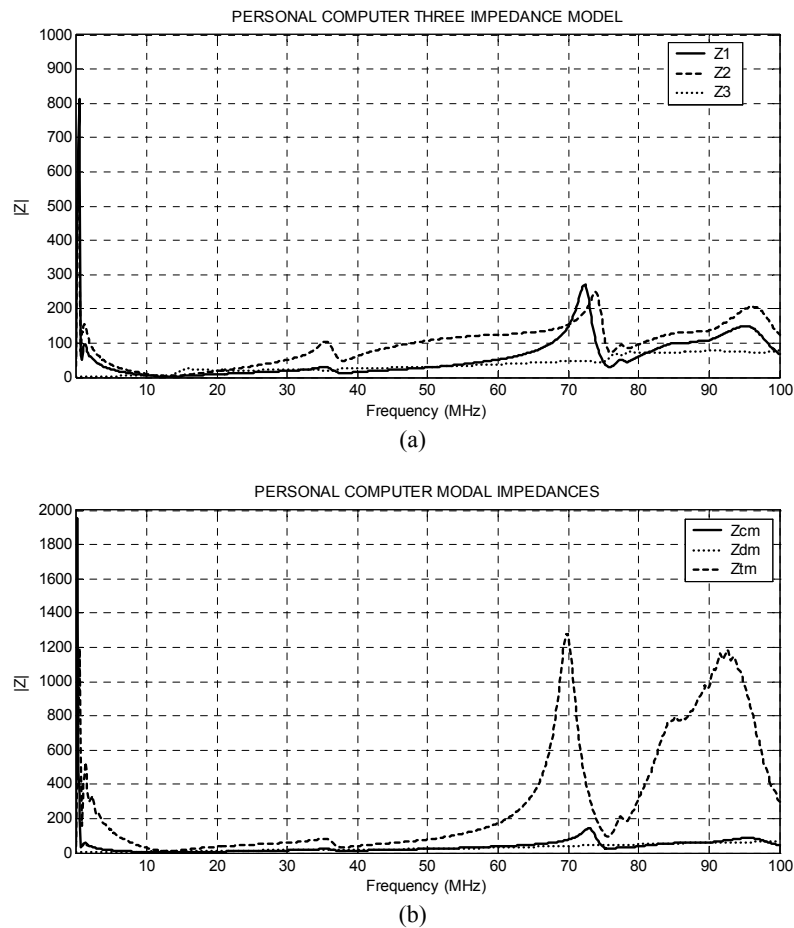 PERSONAL COMPUTER THREE IMPEDANCE MODEL
1000
900
800
700
600
500
400
300
200
100
0
|Z|
Z1
Z2
Z3
10 20 30 40 50 60 70 80 90 100
Frequency (MHz)
(a)
PERSONAL COMPUTER MODAL IMPEDANCES
2000
1800
1600
1400
1200
1000
800
600
400
200
0
|Z|
Zcm
Zdm
Ztm
10 20 30 40 50 60 70 80 90 100
Frequency (MHz)
(b)